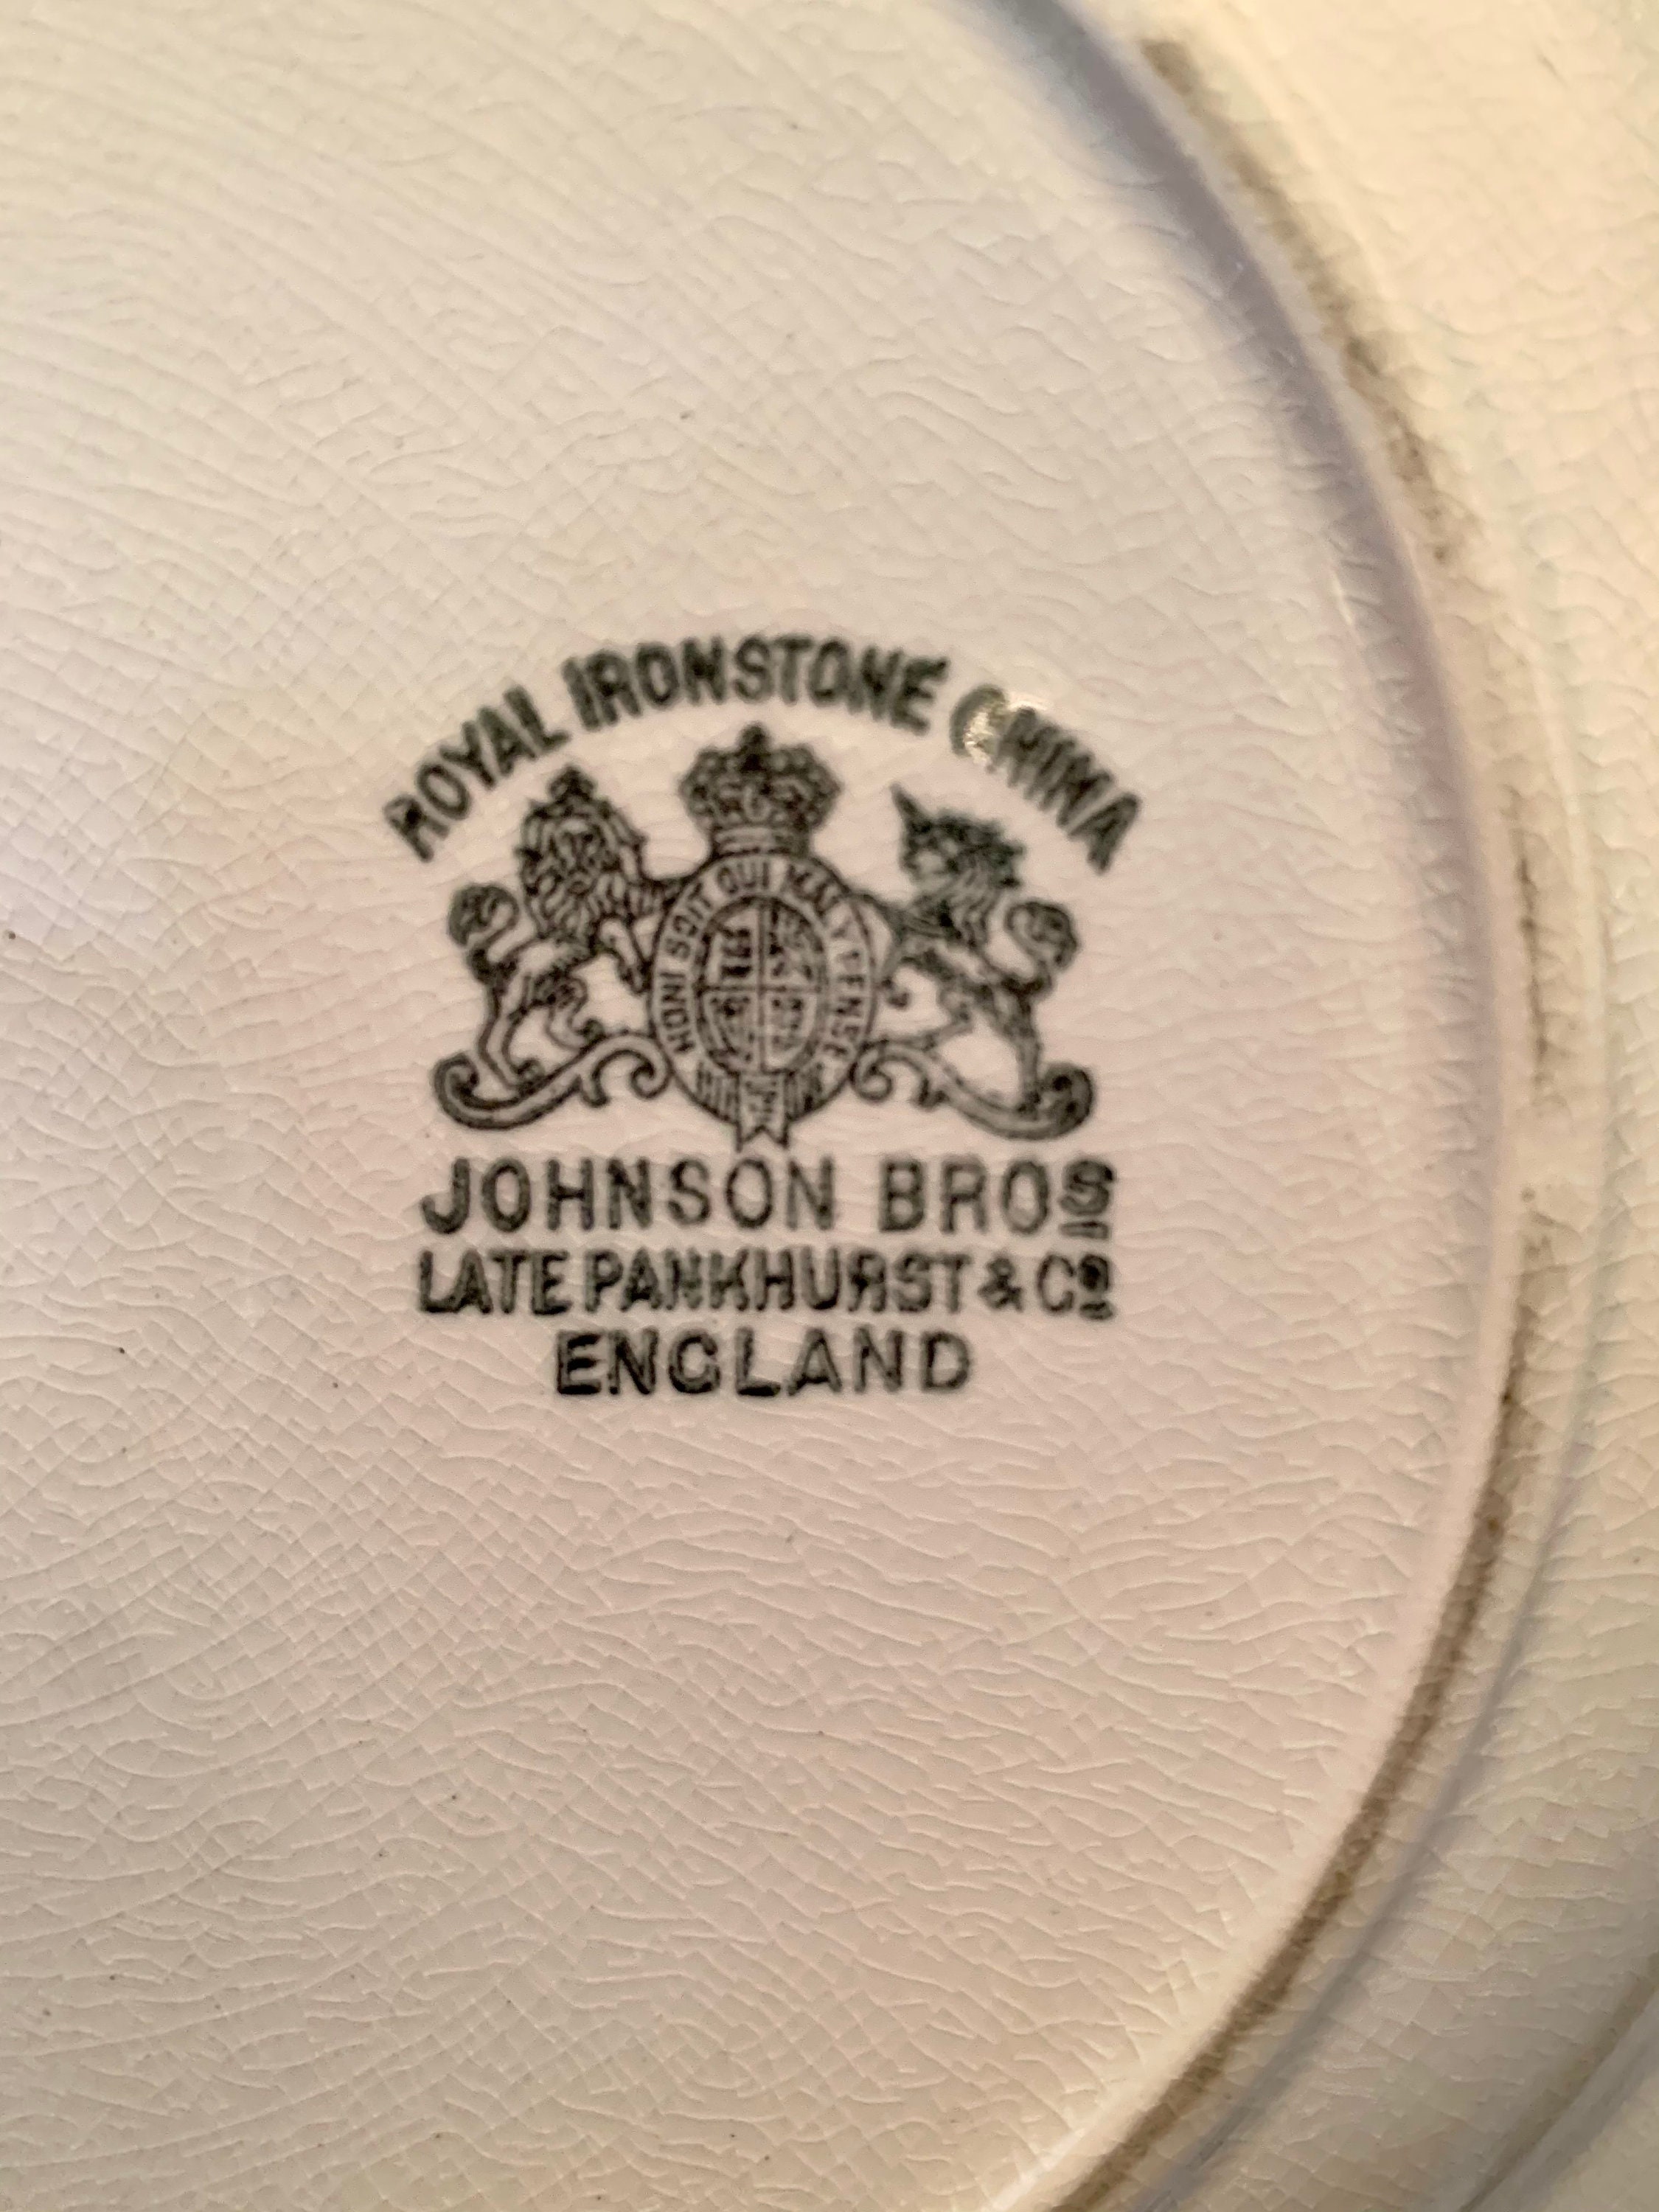 ROYAL IRONSTONE CHINA
HONI SOIT QUI MAL Y PENSE
JOHNSON BROS
LATE PANKHURST & Co
ENGLAND